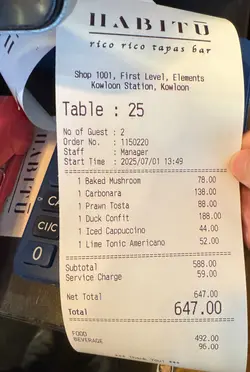 HABITŪ
rico rico tapas bar
Shop 1001, First Level, Elements
Kowloon Station, Kowloon
Table : 25
No of Guest : 2
Order No. : 1150220
Staff : Manager
Start Time : 2025/07/01 13:49
1 Baked Mushroom 78.00
1 Carbonara 138.00
1 Prawn Tosta 88.00
1 Duck Confit 188.00
1 Iced Cappuccino 44.00
1 Lime Tonic Americano 52.00
Subtotal 588.00
Service Charge 59.00
Net Total 647.00
Total 647.00
FOOD 492.00
BEVERAGE 96.00
HABITŪ
CLIC
0